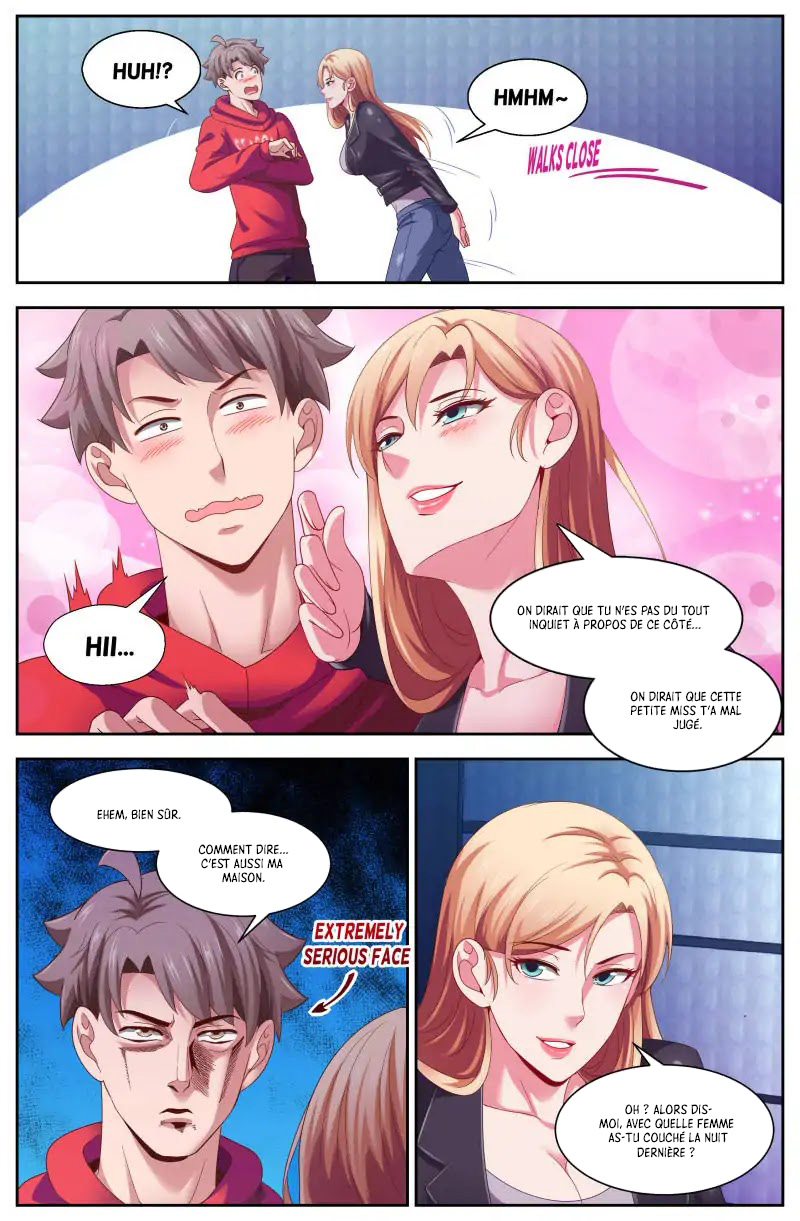 HUH!?
HMHM~
WALKS CLOSE
HII...
ON DIRAIT QUE TU N'ES PAS DU TOUT
INQUIET À PROPOS DE CE CÔTÉ...
ON DIRAIT QUE CETTE
PETITE MISS T'A MAL
JUGÉ.
EHEM, BIEN SÛR.
COMMENT DIRE...
C'EST AUSSI MA
MAISON.
EXTREMELY
SERIOUS FACE
OH ? ALORS DIS-
MOI, AVEC QUELLE FEMME
AS-TU COUCHÉ LA NUIT
DERNIÈRE ?